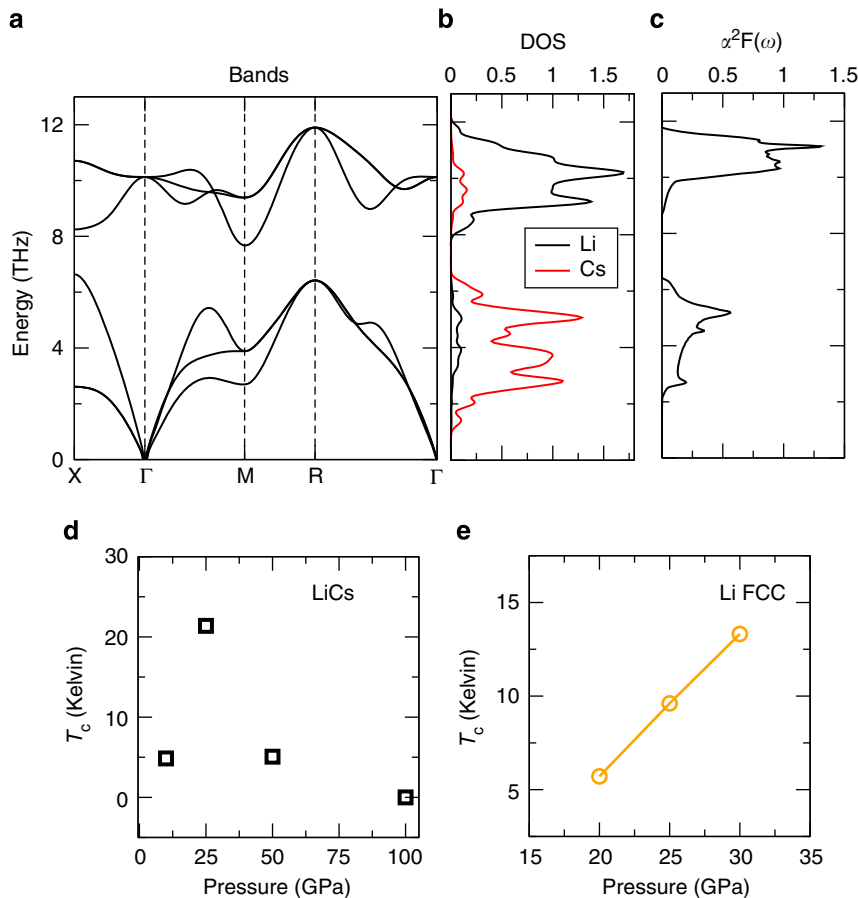 a
b
c
Bands
DOS
α²F(ω)
0 0.5 1 1.5
0 0.5 1 1.5
Energy (THz)
12
8
4
0
X Γ M R Γ
Li
Cs
d
e
LiCs
Tc (Kelvin)
30
20
10
0
0 25 50 75 100
Pressure (GPa)
Li FCC
Tc (Kelvin)
15
10
5
15 20 25 30 35
Pressure (GPa)